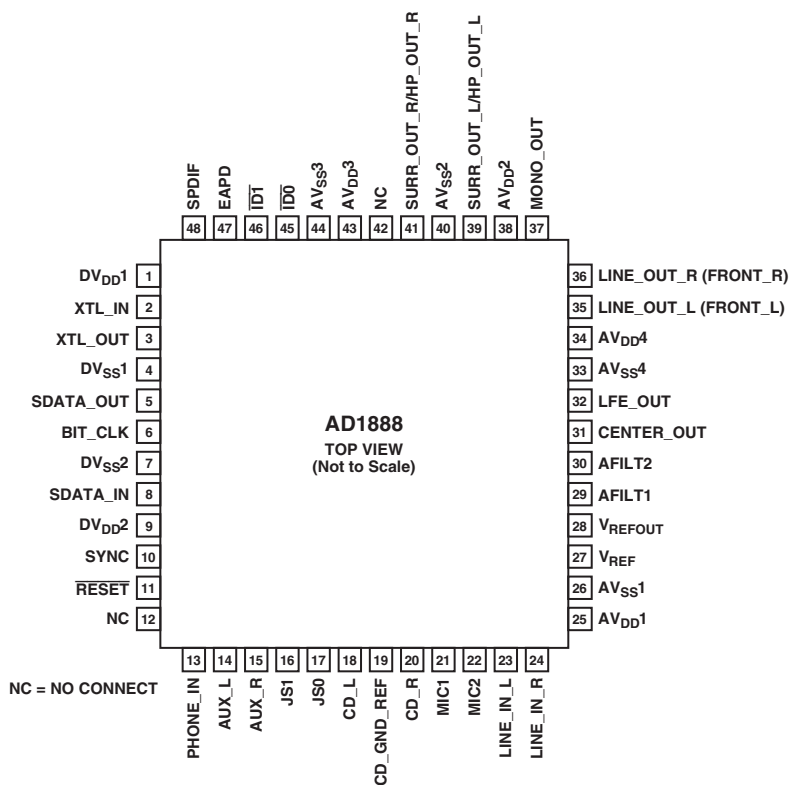 SPDIF
EAPD
ID1
ID0
AVSS3
AVDD3
NC
SURR_OUT_R/HP_OUT_R
AVSS2
SURR_OUT_L/HP_OUT_L
AVDD2
MONO_OUT
48 47 46 45 44 43 42 41 40 39 38 37
DVDD1 1
XTL_IN 2
XTL_OUT 3
DVSS1 4
SDATA_OUT 5
BIT_CLK 6
DVSS2 7
SDATA_IN 8
DVDD2 9
SYNC 10
RESET 11
NC 12
AD1888
TOP VIEW
(Not to Scale)
36 LINE_OUT_R (FRONT_R)
35 LINE_OUT_L (FRONT_L)
34 AVDD4
33 AVSS4
32 LFE_OUT
31 CENTER_OUT
30 AFILT2
29 AFILT1
28 VREFOUT
27 VREF
26 AVSS1
25 AVDD1
13 14 15 16 17 18 19 20 21 22 23 24
PHONE_IN
AUX_L
AUX_R
JS1
JS0
CD_L
CD_GND_REF
CD_R
MIC1
MIC2
LINE_IN_L
LINE_IN_R
NC = NO CONNECT